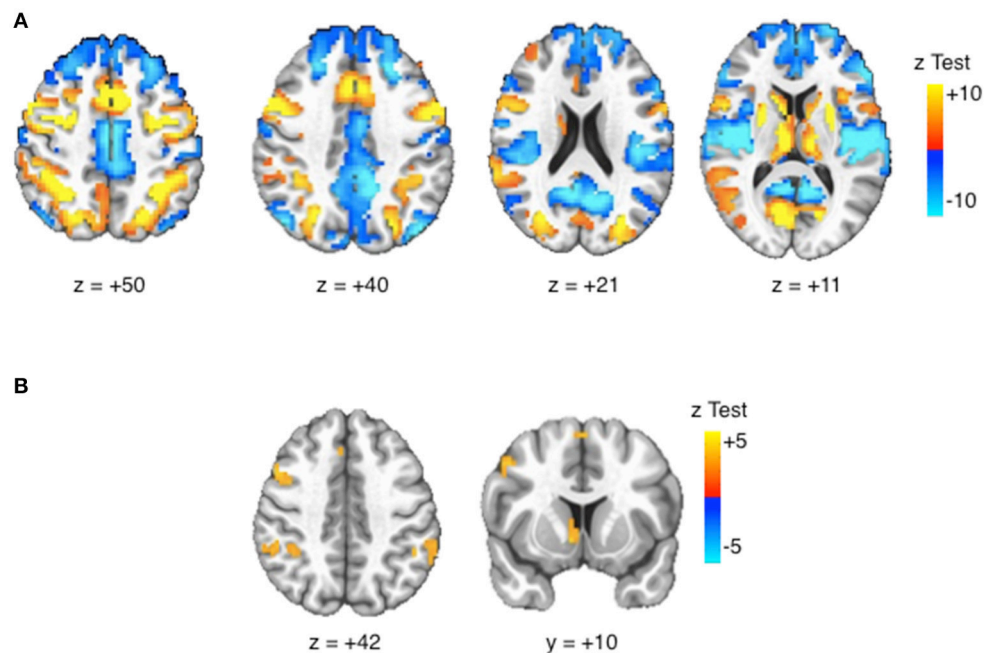 A
z Test
+10
-10
z = +50
z = +40
z = +21
z = +11
B
z Test
+5
-5
z = +42
y = +10